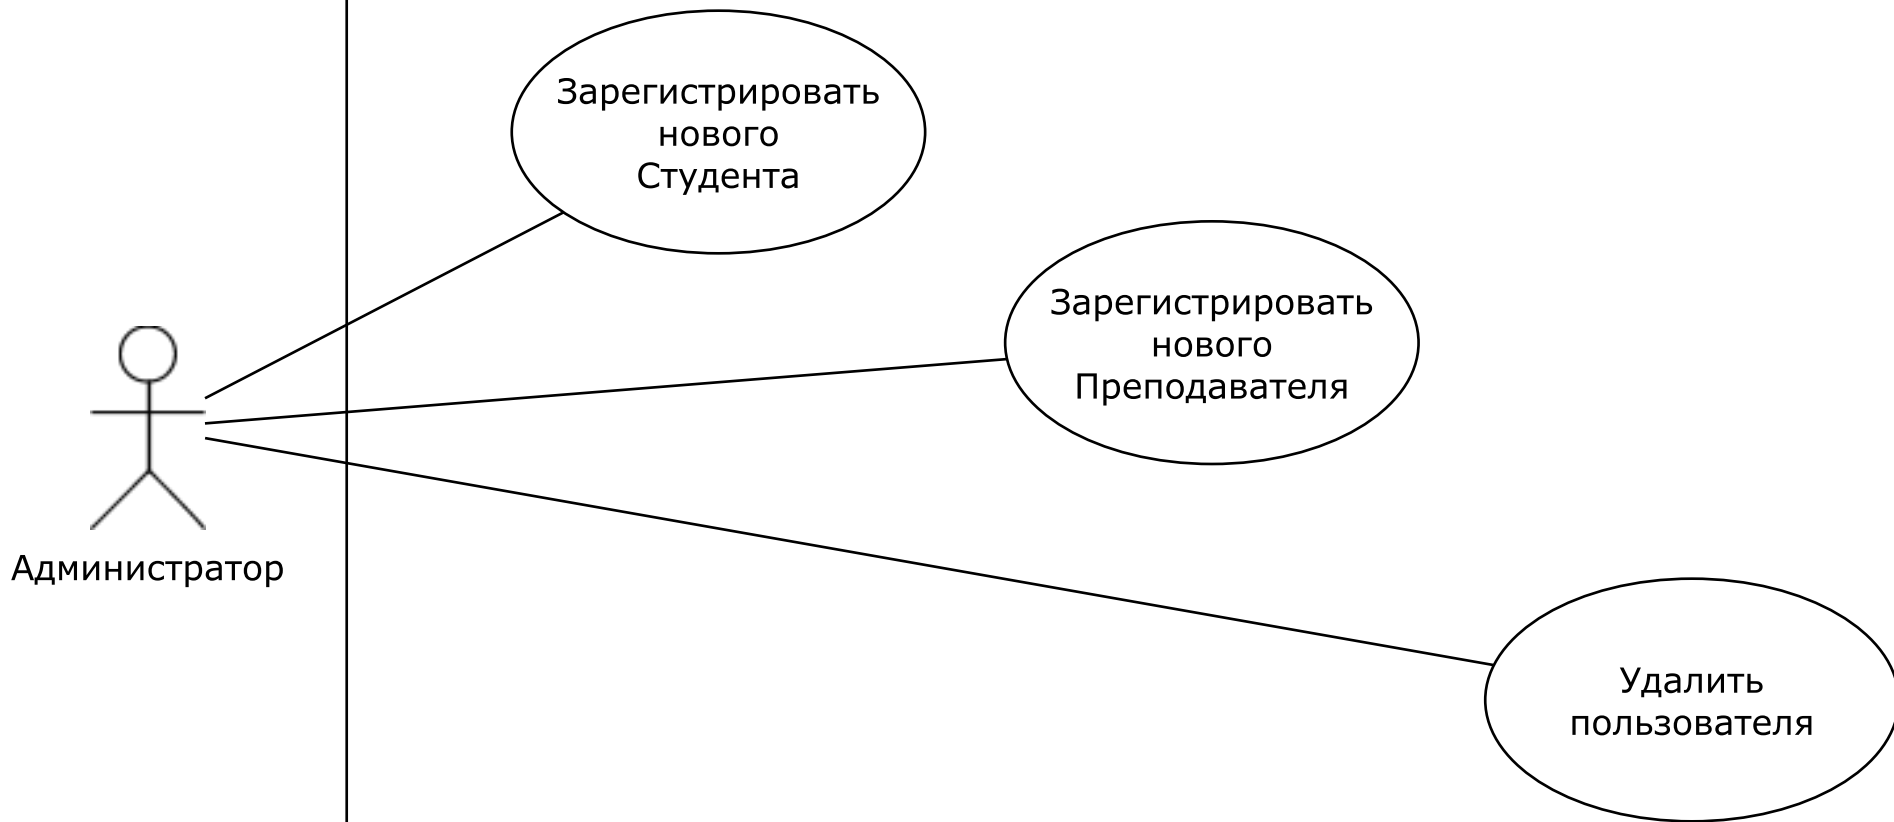 Зарегистрировать
нового
Студента
Зарегистрировать
нового
Преподавателя
Администратор
Удалить
пользователя